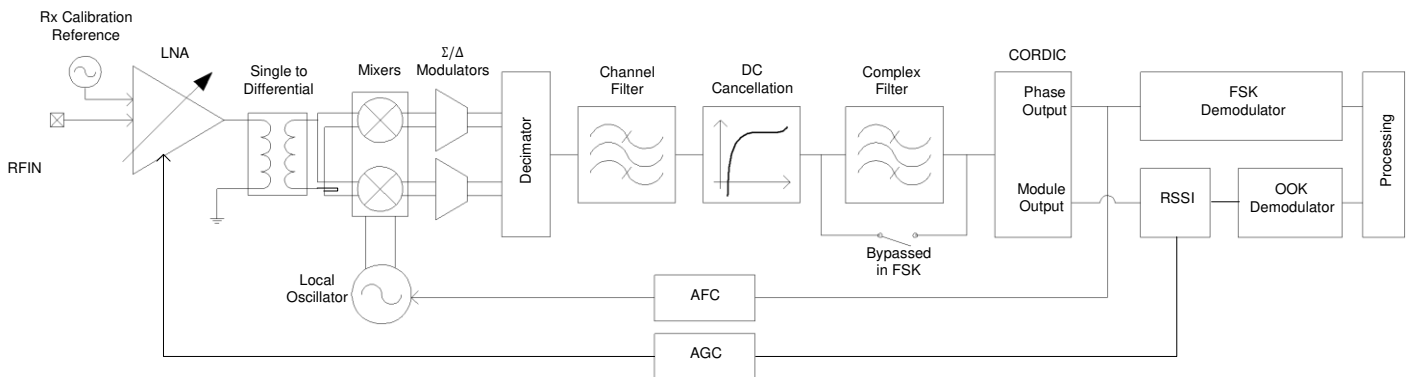 Rx Calibration
Reference
LNA
Single to
Differential
Mixers
Σ/Δ
Modulators
Decimator
Channel
Filter
DC
Cancellation
Complex
Filter
CORDIC
Phase
Output
Module
Output
FSK
Demodulator
Processing
RSSI
OOK
Demodulator
RFIN
Bypassed
in FSK
Local
Oscillator
AFC
AGC